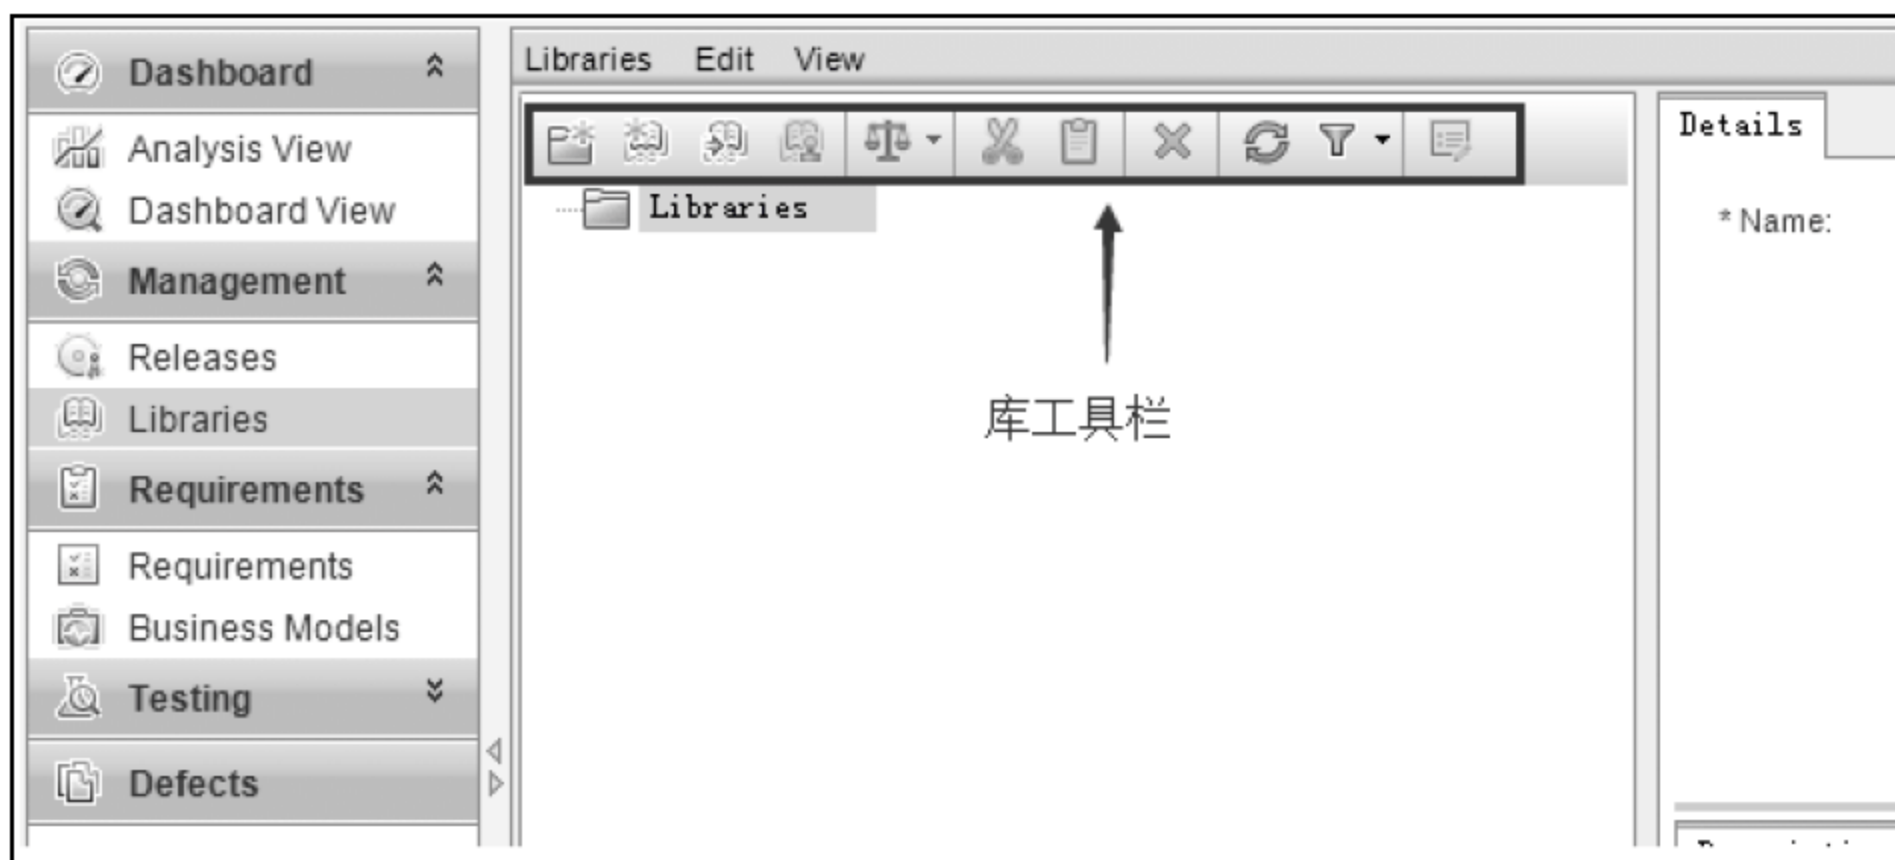 Dashboard
Analysis View
Dashboard View
Management
Releases
Libraries
Requirements
Requirements
Business Models
Testing
Defects
Libraries Edit View
Libraries
库工具栏
Details
* Name: